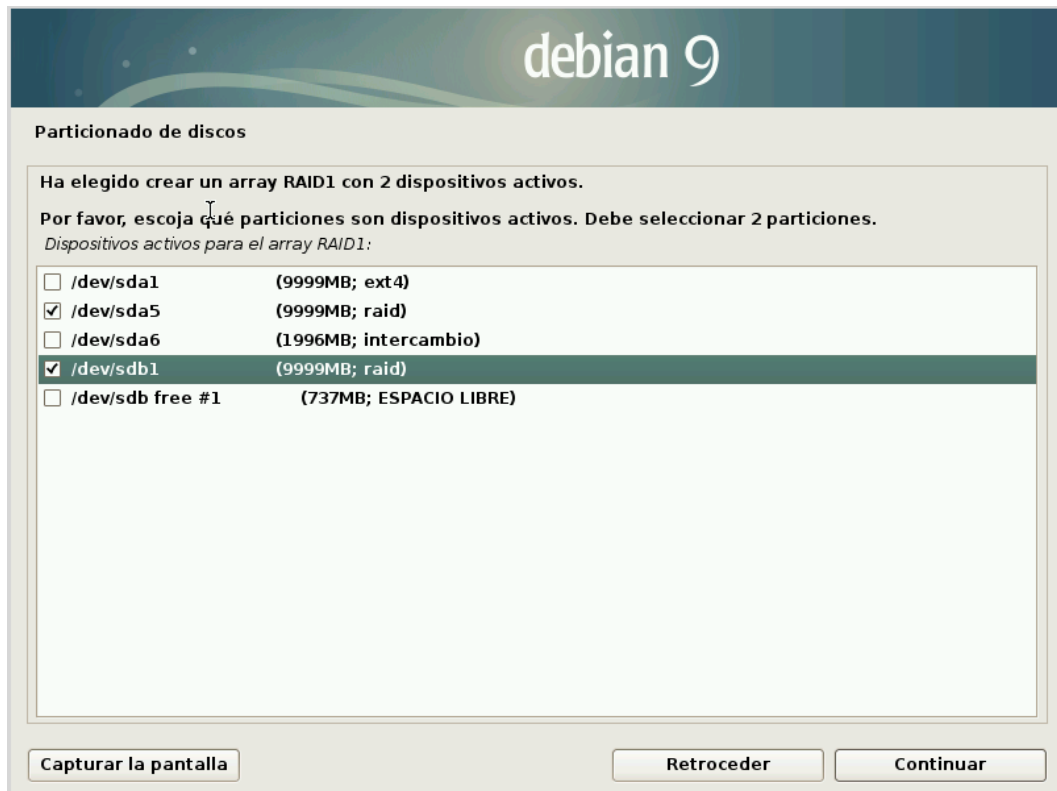 debian 9
Particionado de discos
Ha elegido crear un array RAID1 con 2 dispositivos activos.
Por favor, escoja qué particiones son dispositivos activos. Debe seleccionar 2 particiones.
Dispositivos activos para el array RAID1:
/dev/sda1 (9999MB; ext4)
/dev/sda5 (9999MB; raid)
/dev/sda6 (1996MB; intercambio)
/dev/sdb1 (9999MB; raid)
/dev/sdb free #1 (737MB; ESPACIO LIBRE)
Capturar la pantalla Retroceder Continuar